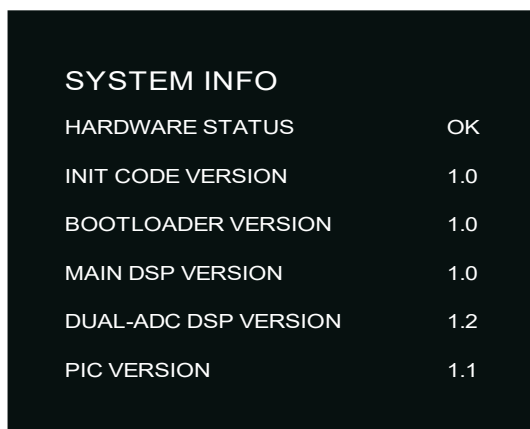 SYSTEM INFO
HARDWARE STATUS OK
INIT CODE VERSION 1.0
BOOTLOADER VERSION 1.0
MAIN DSP VERSION 1.0
DUAL-ADC DSP VERSION 1.2
PIC VERSION 1.1